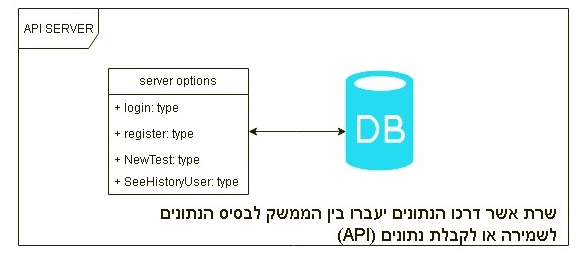 API SERVER
server options
+ login: type
+ register: type
+ NewTest: type
+ SeeHistoryUser: type
DB
שרת אשר דרכו הנתונים יעברו בין הממשק לבסיס הנתונים
לשמירה או לקבלת נתונים (API)